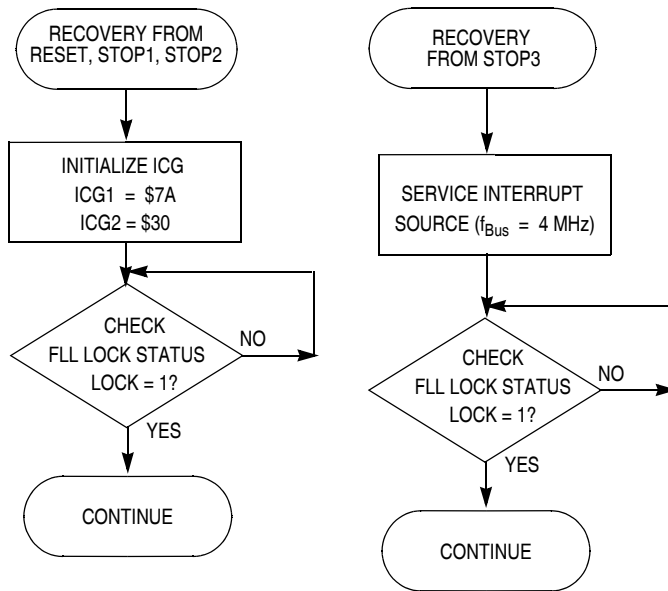 RECOVERY FROM
RESET, STOP1, STOP2
INITIALIZE ICG
ICG1 = $7A
ICG2 = $30
CHECK
FLL LOCK STATUS
LOCK = 1?
NO
YES
CONTINUE
RECOVERY
FROM STOP3
SERVICE INTERRUPT
SOURCE (fBus = 4 MHz)
CHECK
FLL LOCK STATUS
LOCK = 1?
NO
YES
CONTINUE